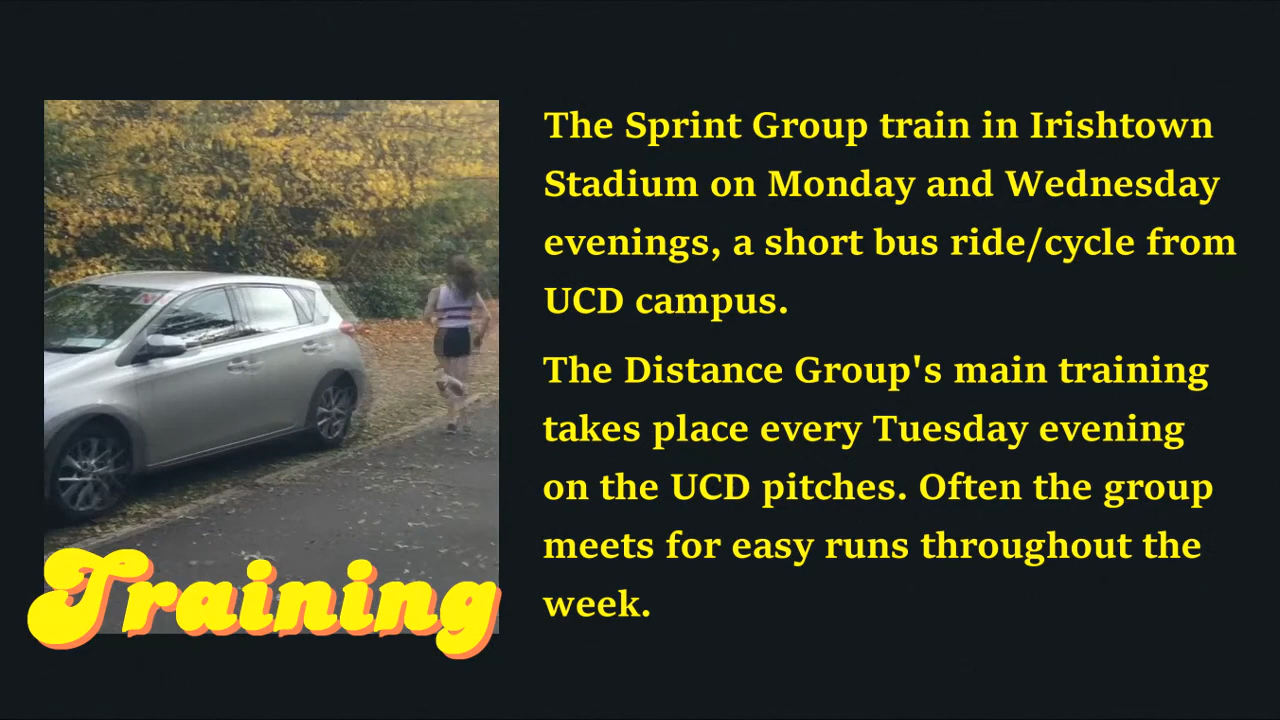 The Sprint Group train in Irishtown
Stadium on Monday and Wednesday
evenings, a short bus ride/cycle from
UCD campus.
The Distance Group's main training
takes place every Tuesday evening
on the UCD pitches. Often the group
meets for easy runs throughout the
week.
Training